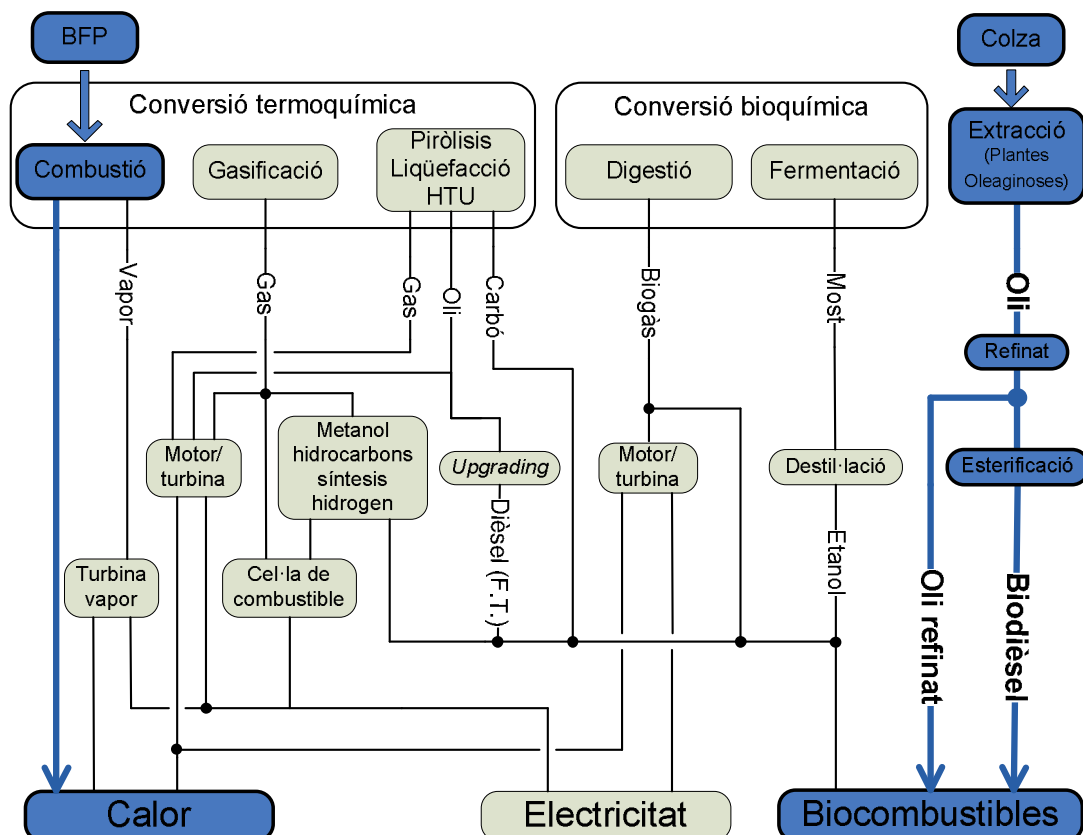 BFP
Colza
Conversió termoquímica
Conversió bioquímica
Combustió
Gasificació
Piròlisis
Liqüefacció
HTU
Digestió
Fermentació
Extracció
(Plantes
Oleaginoses)
Vapor
Gas
Gas
Oli
Carbó
Biogàs
Most
Oli
Refinat
Motor/
turbina
Metanol
hidrocarbons
síntesis
hidrogen
Upgrading
Motor/
turbina
Destil·lació
Esterificació
Turbina
vapor
Cel·la de
combustible
Dièsel (F.T.)
Etanol
Oli refinat
Biodièsel
Calor
Electricitat
Biocombustibles